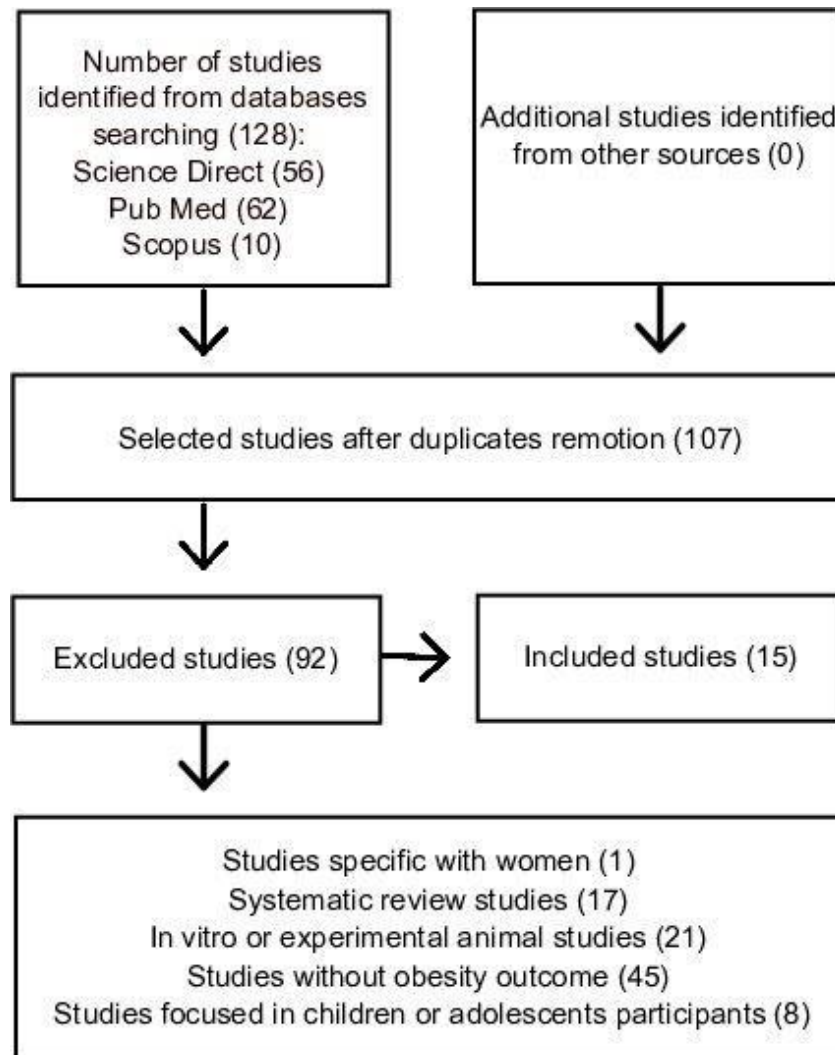 Number of studies
identified from databases
searching (128):
Science Direct (56)
Pub Med (62)
Scopus (10)
Additional studies identified
from other sources (0)
Selected studies after duplicates remotion (107)
Excluded studies (92)
Included studies (15)
Studies specific with women (1)
Systematic review studies (17)
In vitro or experimental animal studies (21)
Studies without obesity outcome (45)
Studies focused in children or adolescents participants (8)